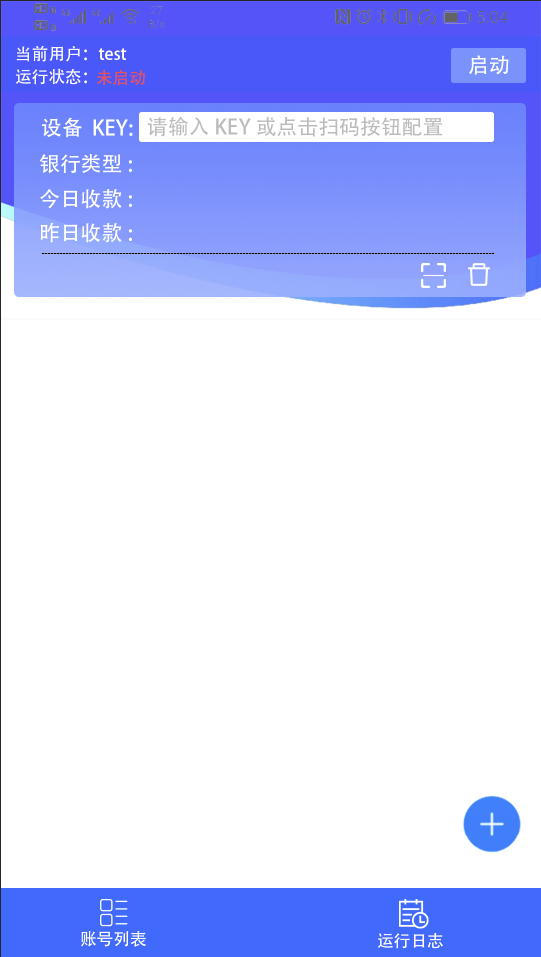 当前用户：test
运行状态：未启动
启动
设备 KEY:
请输入 KEY 或点击扫码按钮配置
银行类型：
今日收款：
昨日收款：
账号列表
运行日志